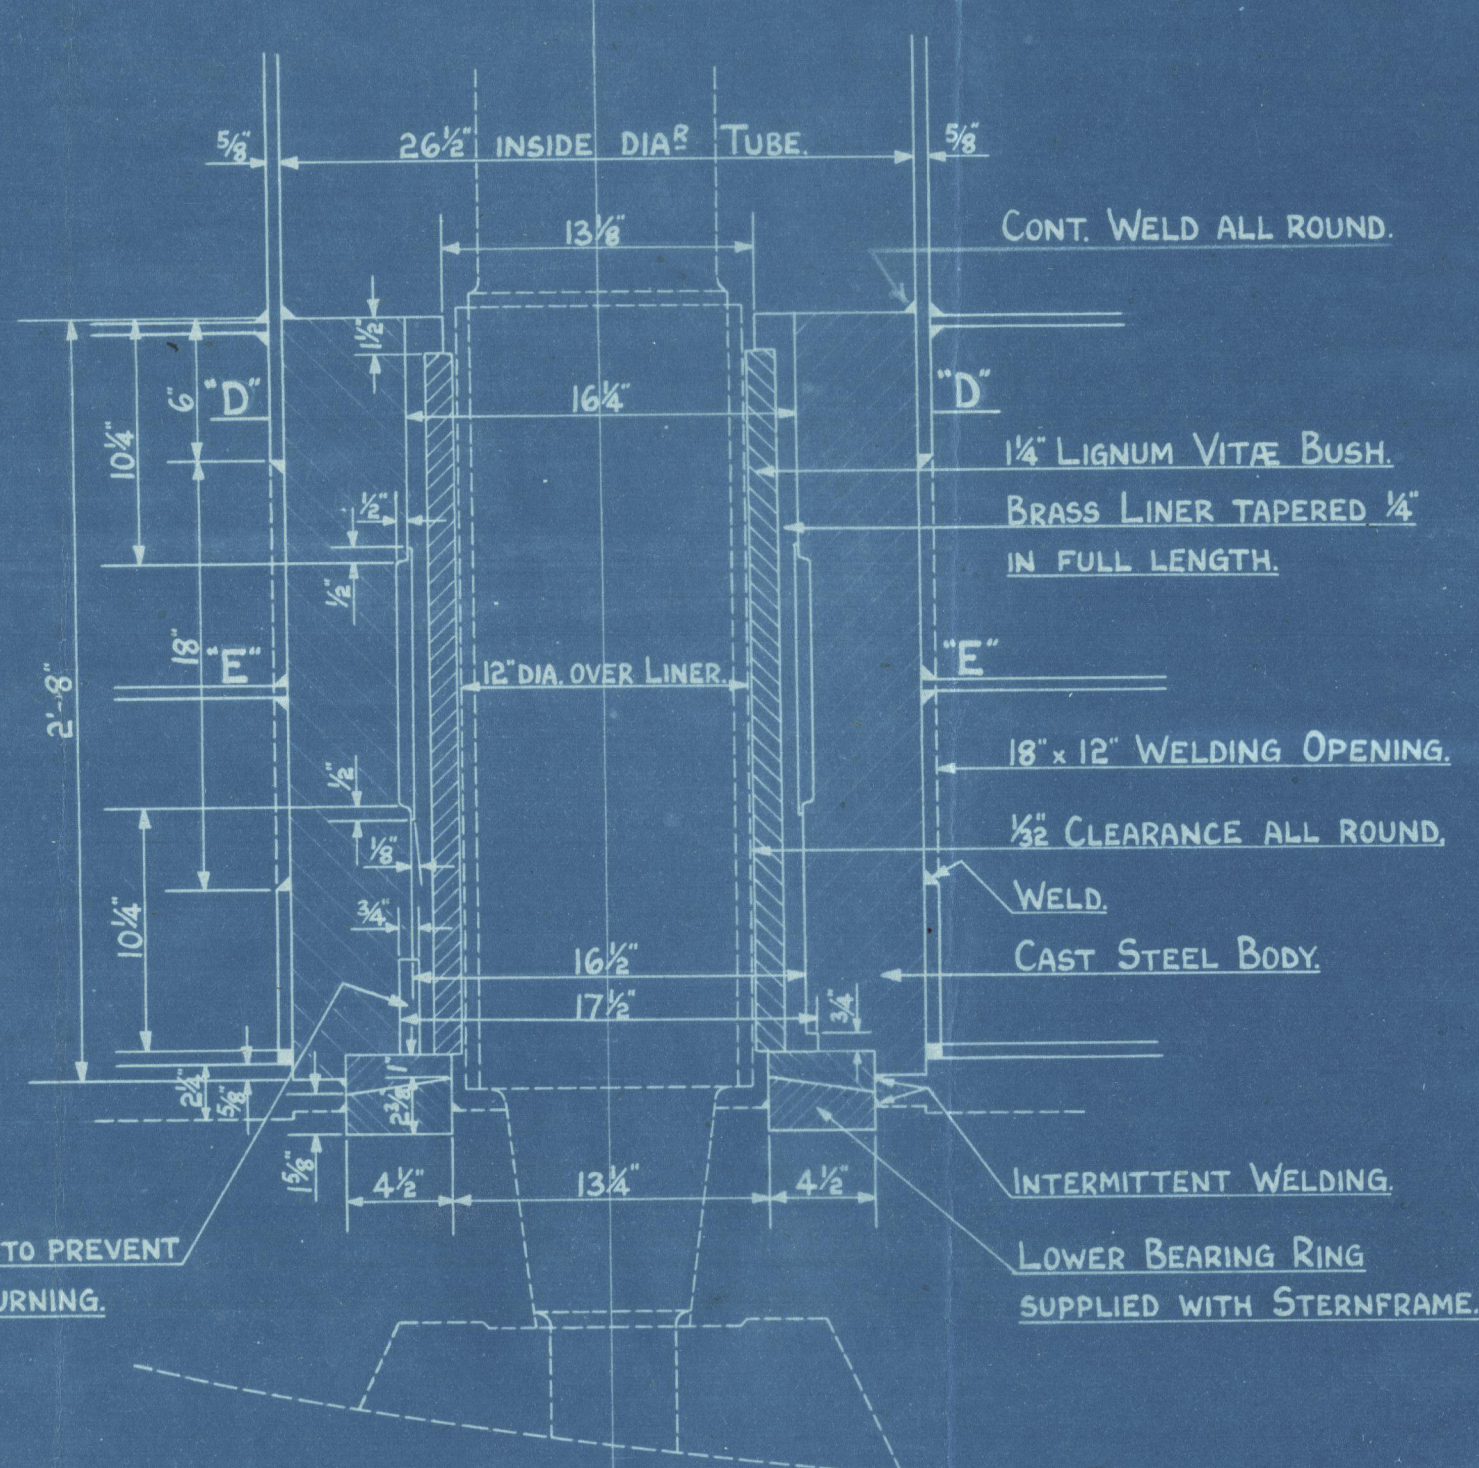 5/8"
26½" INSIDE DIAᴿ TUBE.
5/8"
13⅛"
CONT. WELD ALL ROUND.
1½"
6"
"D"
16¼"
"D"
10¼"
1¼" LIGNUM VITÆ BUSH.
½"
BRASS LINER TAPERED ¼"
IN FULL LENGTH.
½"
18"
"E"
"E"
2'-8"
12" DIA. OVER LINER.
18" x 12" WELDING OPENING.
½"
1/32" CLEARANCE ALL ROUND.
⅛"
WELD.
¾"
10¼"
16½"
CAST STEEL BODY.
17½"
¾"
1"
2¼"
5/8"
2⅜"
1⅝"
4½"
13¼"
4½"
INTERMITTENT WELDING.
TO PREVENT
URNING.
LOWER BEARING RING
SUPPLIED WITH STERNFRAME.